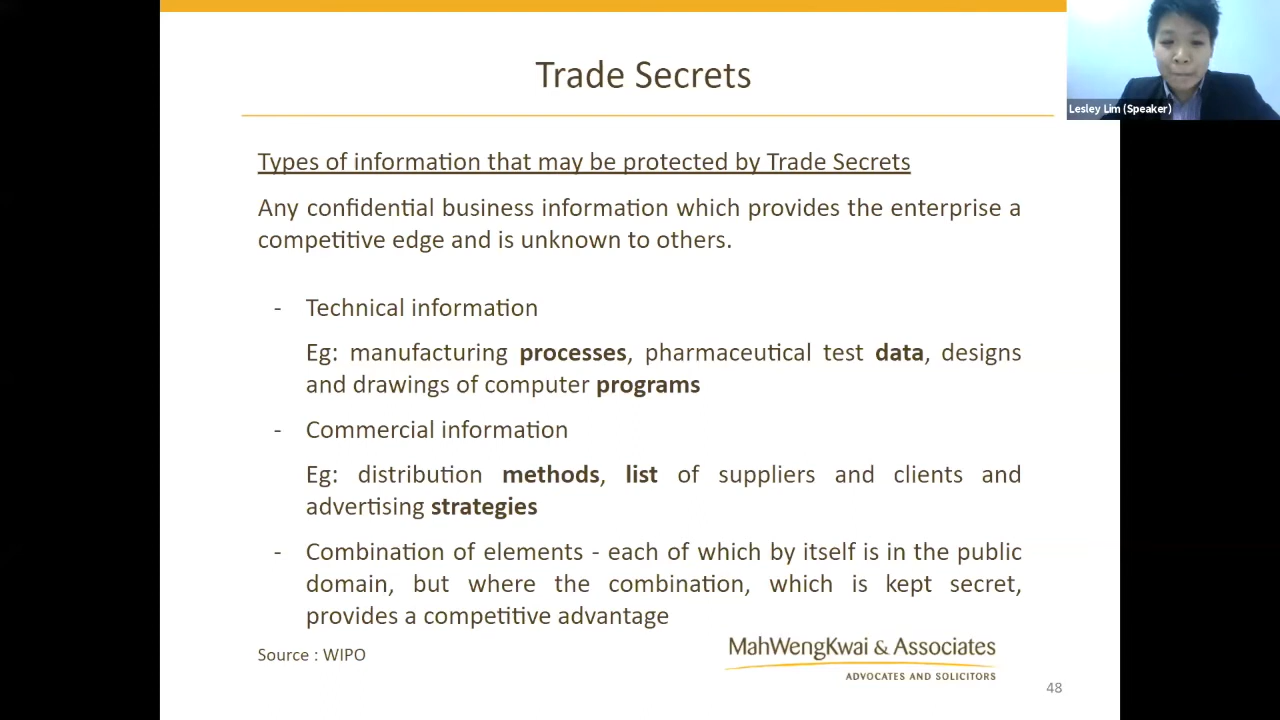 Trade Secrets
Lesley Lim (Speaker)
Types of information that may be protected by Trade Secrets
Any confidential business information which provides the enterprise a
competitive edge and is unknown to others.
- Technical information
Eg: manufacturing processes, pharmaceutical test data, designs
and drawings of computer programs
- Commercial information
Eg: distribution methods, list of suppliers and clients and
advertising strategies
- Combination of elements - each of which by itself is in the public
domain, but where the combination, which is kept secret,
provides a competitive advantage
Source : WIPO
MahWengKwai & Associates
ADVOCATES AND SOLICITORS
48